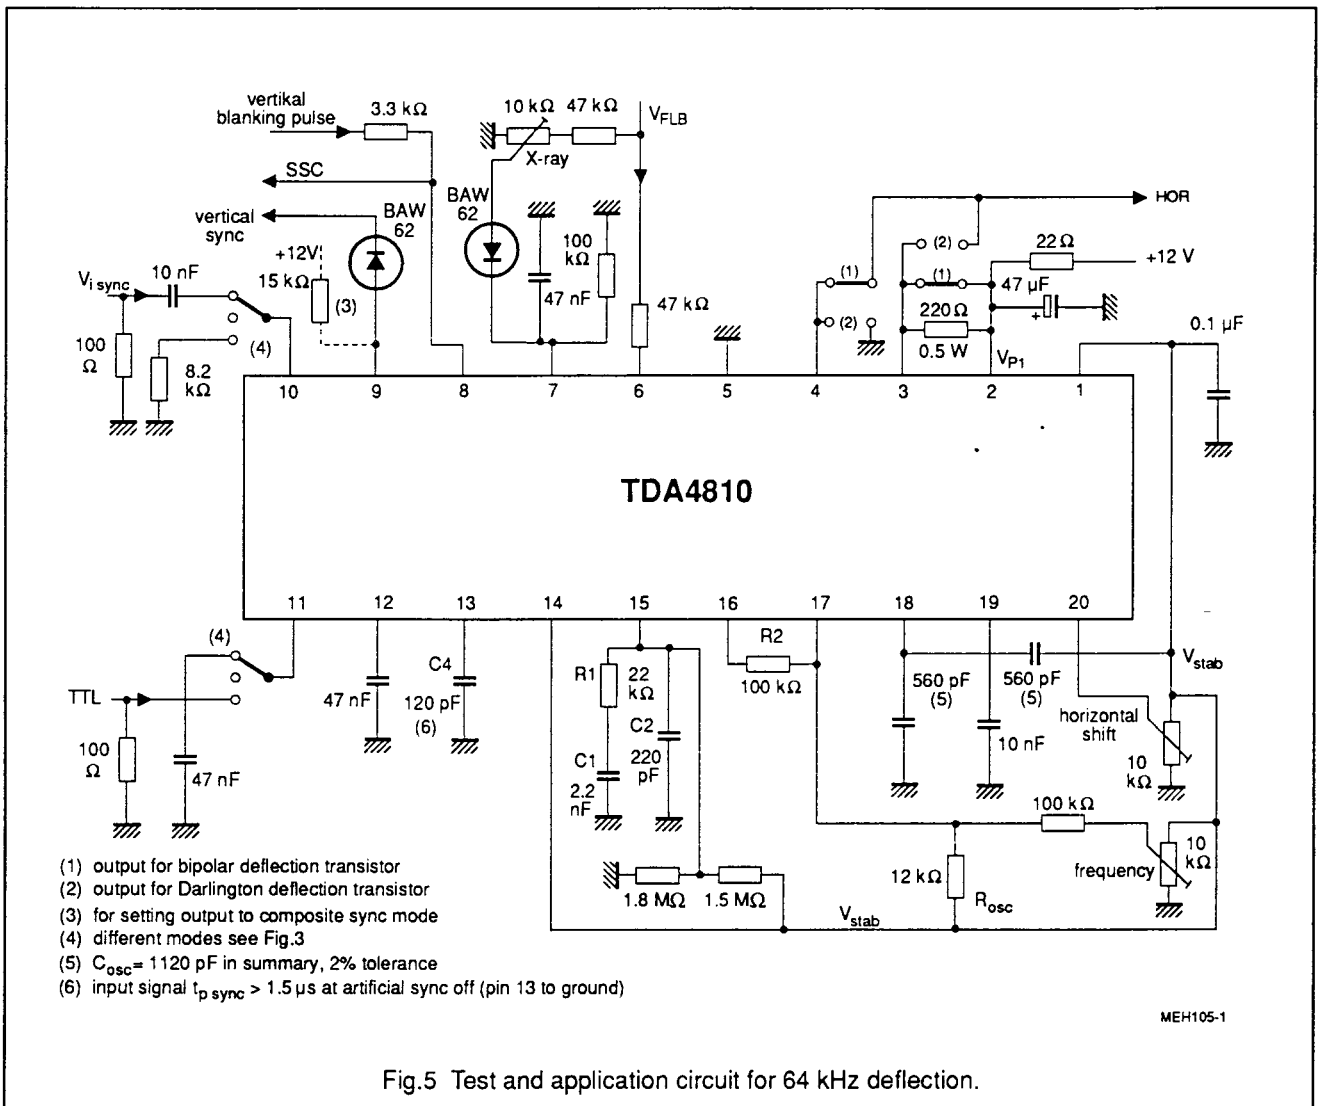 vertikal
blanking pulse
3.3 kΩ
10 kΩ 47 kΩ
V_FLB
X-ray
SSC
BAW
62
BAW
62
vertical
sync
+12V
15 kΩ
(3)
V_i sync
10 nF
100
Ω
8.2
kΩ
(4)
47 nF
100
kΩ
47 kΩ
HOR
(2)
22 Ω
+12 V
(1)
(1)
47 µF
+
220 Ω
0.5 W
(2)
V_P1
0.1 µF
10 9 8 7 6 5 4 3 2 1
TDA4810
11 12 13 14 15 16 17 18 19 20
(4)
TTL
100
Ω
47 nF
47 nF
C4
120 pF
(6)
R1
22
kΩ
C2
220
pF
C1
2.2
nF
R2
100 kΩ
560 pF
(5)
560 pF
(5)
10 nF
V_stab
horizontal
shift
10
kΩ
100 kΩ
10
kΩ
frequency
12 kΩ
R_osc
1.8 MΩ 1.5 MΩ
V_stab
(1) output for bipolar deflection transistor
(2) output for Darlington deflection transistor
(3) for setting output to composite sync mode
(4) different modes see Fig.3
(5) C_osc= 1120 pF in summary, 2% tolerance
(6) input signal t_p sync > 1.5 µs at artificial sync off (pin 13 to ground)
MEH105-1
Fig.5 Test and application circuit for 64 kHz deflection.